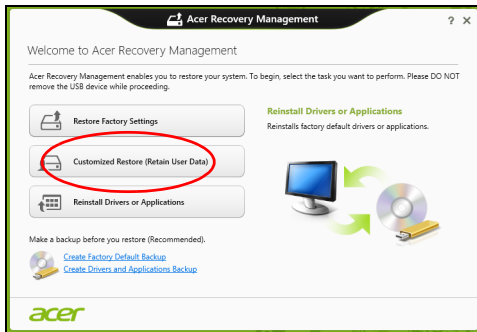 Acer Recovery Management
? ×
Welcome to Acer Recovery Management
Acer Recovery Management enables you to restore your system. To begin, select the task you want to perform. Please DO NOT
remove the USB device while proceeding.
Restore Factory Settings
Customized Restore (Retain User Data)
Reinstall Drivers or Applications
Reinstall Drivers or Applications
Reinstalls factory default drivers or applications.
Make a backup before you restore (Recommended).
Create Factory Default Backup
Create Drivers and Applications Backup
acer